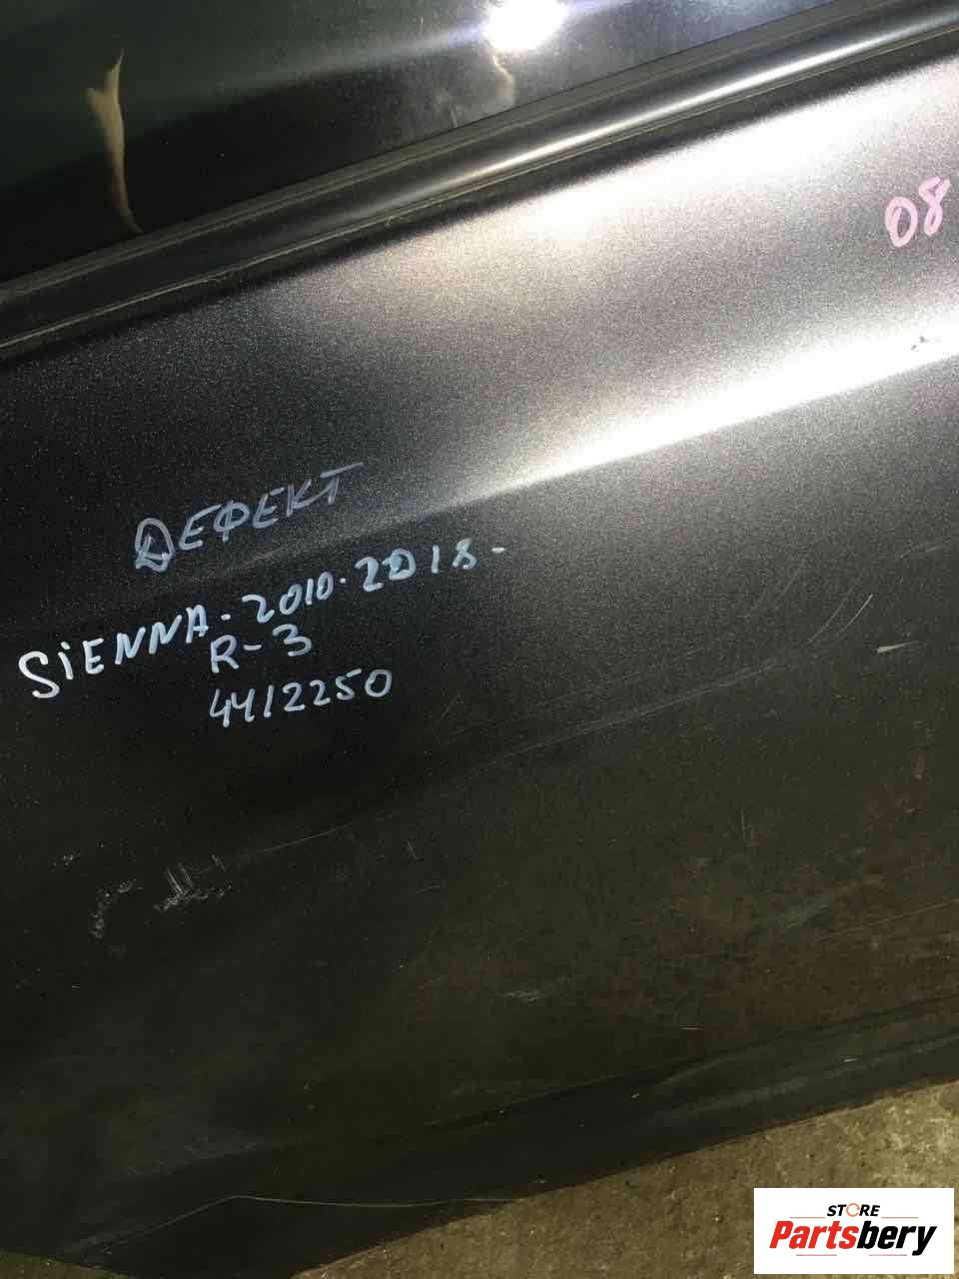 08
ДЕФЕКТ
SiENNA-2010-2018-
R-3
4412250
STORE
Partsbery